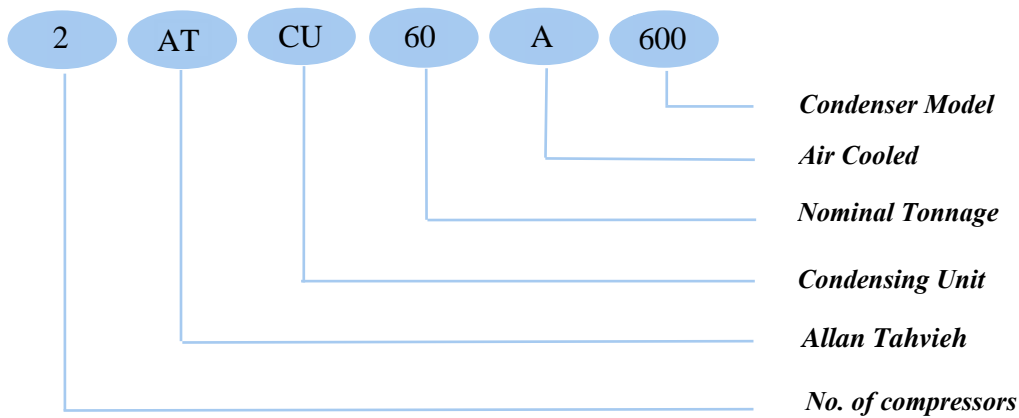 2 AT CU 60 A 600
Condenser Model
Air Cooled
Nominal Tonnage
Condensing Unit
Allan Tahvieh
No. of compressors